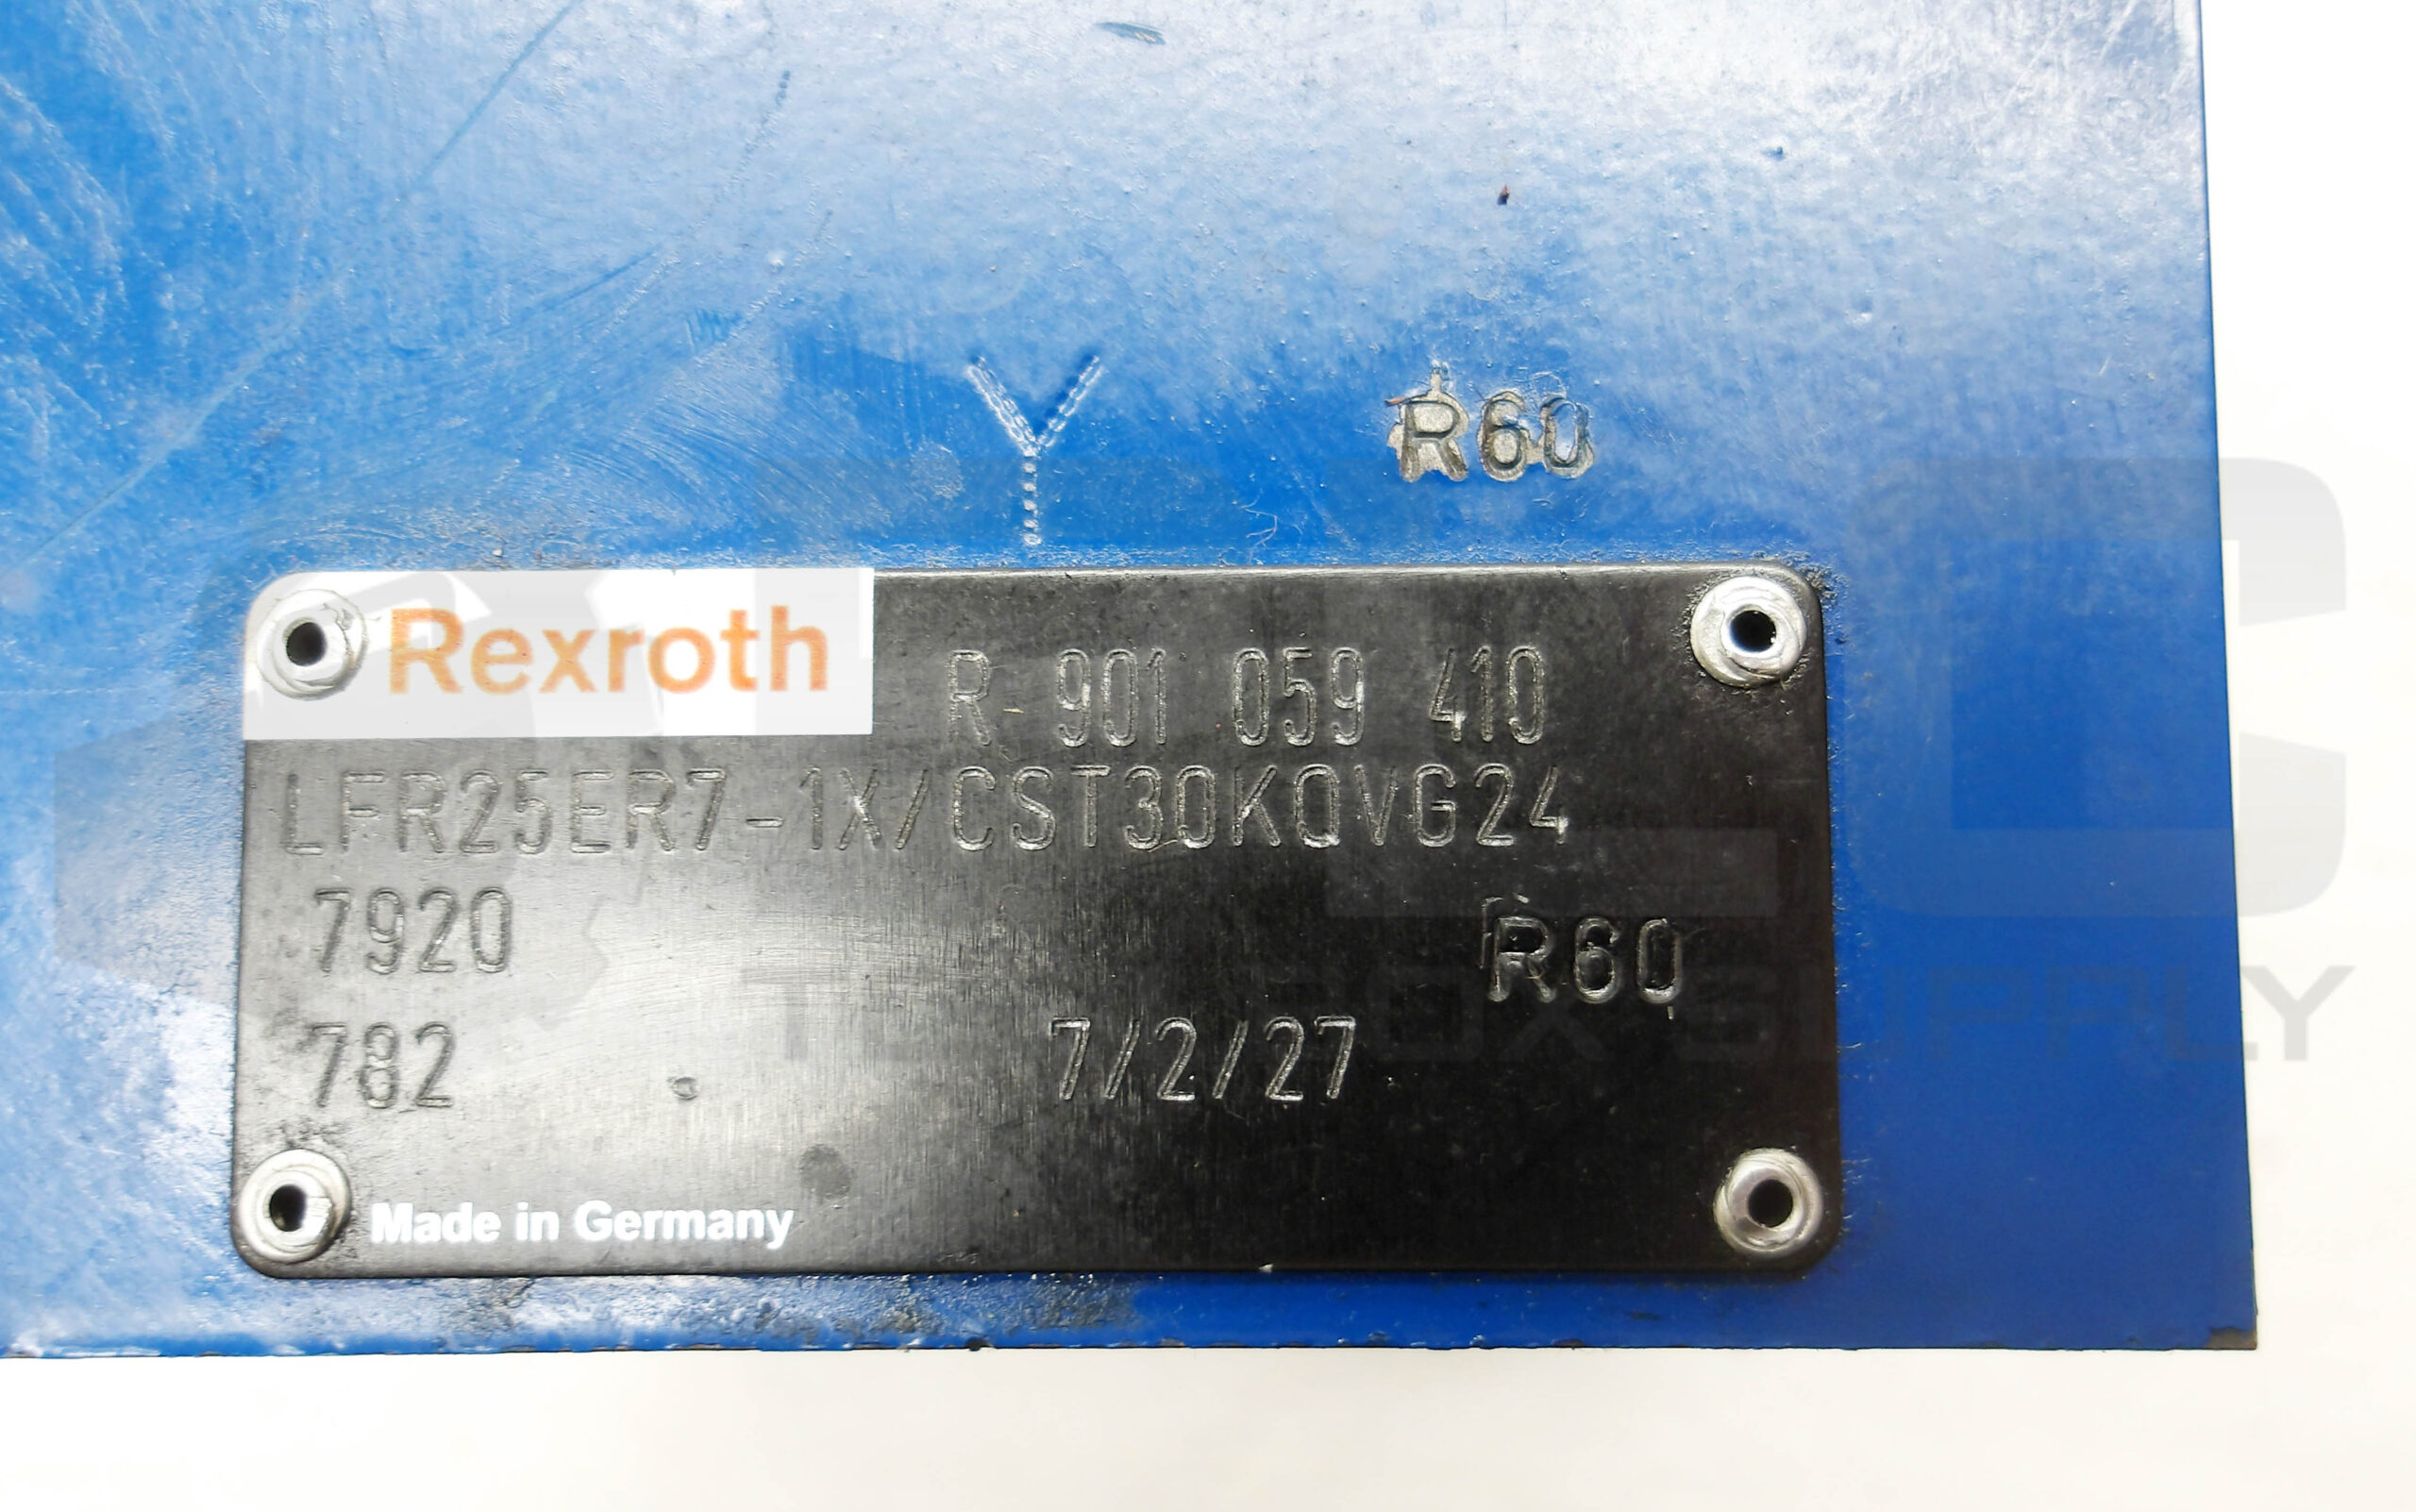 Y
R60
Rexroth
R 901 059 410
LFR25ER7-1X/CST30KQVG24
7920
R60
782
7/2/27
Made in Germany